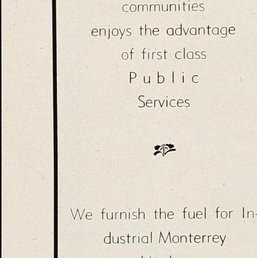 communities
enjoys the advantage
of first class
Public
Services
We furnish the fuel for In-
dustrial Monterrey